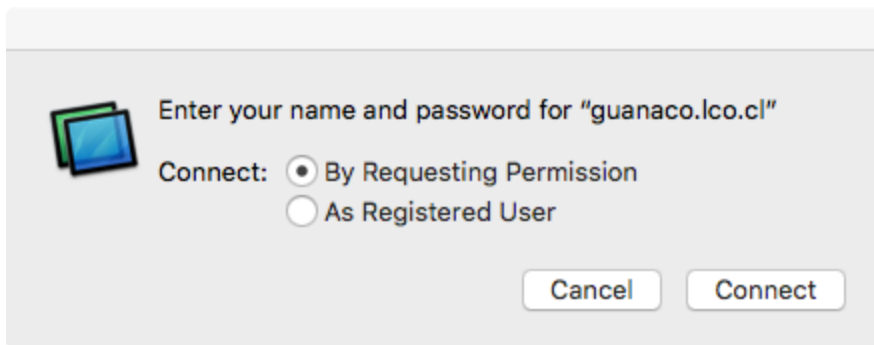 Enter your name and password for “guanaco.lco.cl”
Connect: By Requesting Permission
As Registered User
Cancel Connect